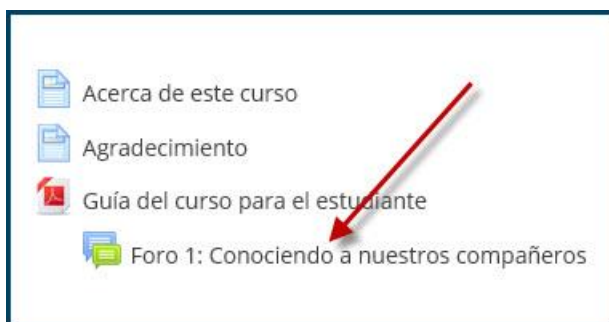 Acerca de este curso
Agradecimiento
Guía del curso para el estudiante
Foro 1: Conociendo a nuestros compañeros